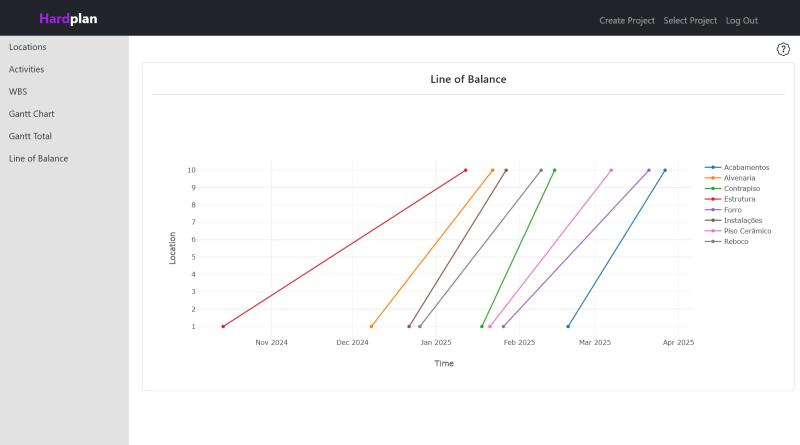 Hardplan
Create Project Select Project Log Out
Locations
Activities
WBS
Gantt Chart
Gantt Total
Line of Balance
?
Line of Balance
10
9
8
7
6
5
4
3
2
1
Location
Nov 2024 Dec 2024 Jan 2025 Feb 2025 Mar 2025 Apr 2025
Time
Acabamentos
Alvenaria
Contrapiso
Estrutura
Forro
Instalações
Piso Cerâmico
Reboco